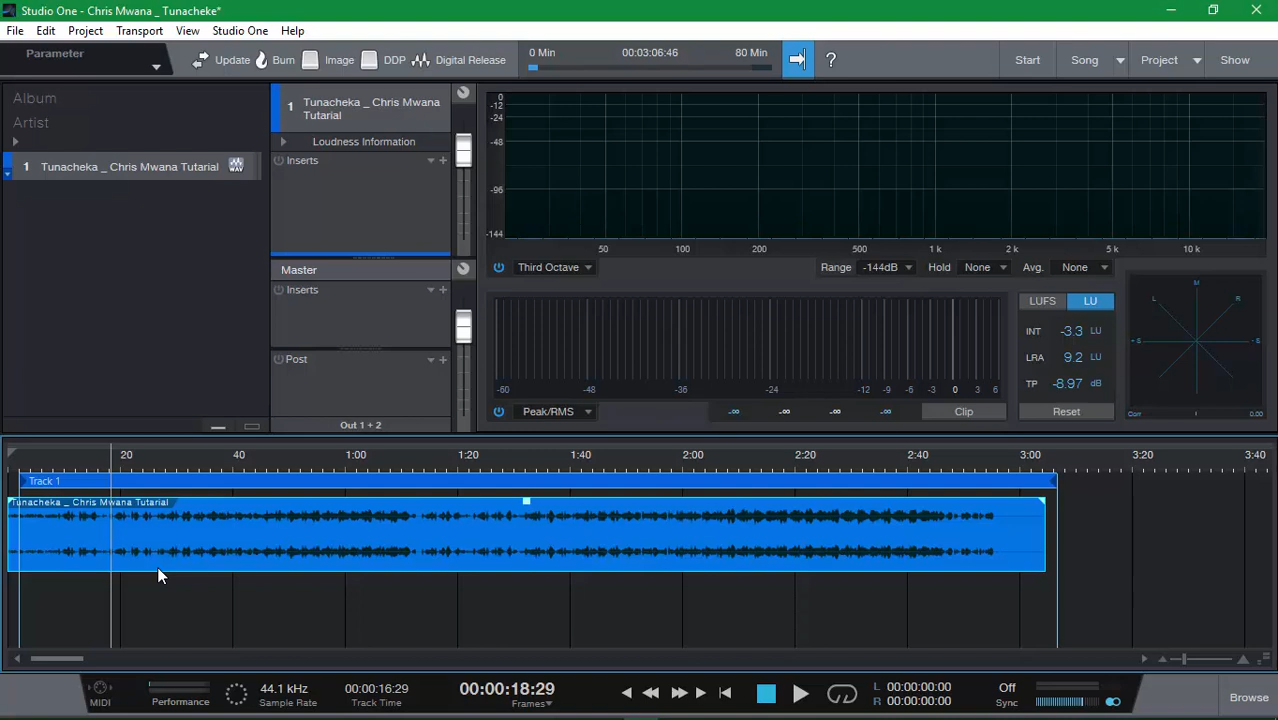 Studio One - Chris Mwana _ Tunacheke*
File Edit Project Transport View Studio One Help
Parameter
Update Burn Image DDP Digital Release
0 Min 00:03:06:46 80 Min
?
Start Song Project Show
Album
Artist
1 Tunacheka _ Chris Mwana Tutarial
1 Tunacheka _ Chris Mwana
Tutarial
Loudness Information
Inserts
Master
Inserts
Post
Out 1 + 2
0
-12
-24
-48
-96
-144
50 100 200 500 1 k 2 k 5 k 10 k
Third Octave Range -144dB Hold None Avg. None
-60 -48 -36 -24 -12 -9 -6 -3 0 3 6
Peak/RMS -∞ -∞ -∞ -∞ Clip
LUFS LU
INT -3.3 LU
LRA 9.2 LU
TP -8.97 dB
Reset
M
L R
+S -S
Corr 1 0.00
20 40 1:00 1:20 1:40 2:00 2:20 2:40 3:00 3:20 3:40
Track 1
Tunacheka _ Chris Mwana Tutarial
MIDI
Performance
44.1 kHz
Sample Rate
00:00:16:29
Track Time
00:00:18:29
Frames
L 00:00:00:00
R 00:00:00:00
Off
Sync
Browse